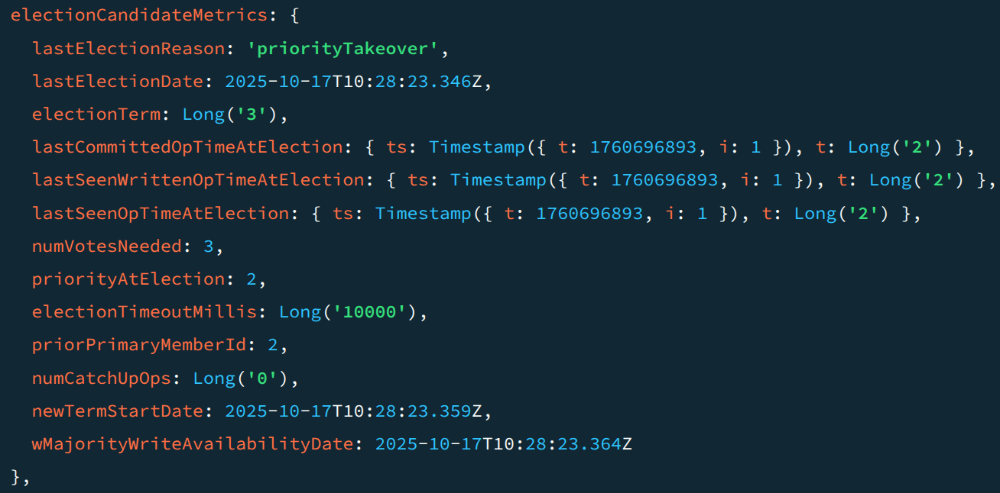 electionCandidateMetrics: {
  lastElectionReason: 'priorityTakeover',
  lastElectionDate: 2025-10-17T10:28:23.346Z,
  electionTerm: Long('3'),
  lastCommittedOpTimeAtElection: { ts: Timestamp({ t: 1760696893, i: 1 }), t: Long('2') },
  lastSeenWrittenOpTimeAtElection: { ts: Timestamp({ t: 1760696893, i: 1 }), t: Long('2') },
  lastSeenOpTimeAtElection: { ts: Timestamp({ t: 1760696893, i: 1 }), t: Long('2') },
  numVotesNeeded: 3,
  priorityAtElection: 2,
  electionTimeoutMillis: Long('10000'),
  priorPrimaryMemberId: 2,
  numCatchUpOps: Long('0'),
  newTermStartDate: 2025-10-17T10:28:23.359Z,
  wMajorityWriteAvailabilityDate: 2025-10-17T10:28:23.364Z
},